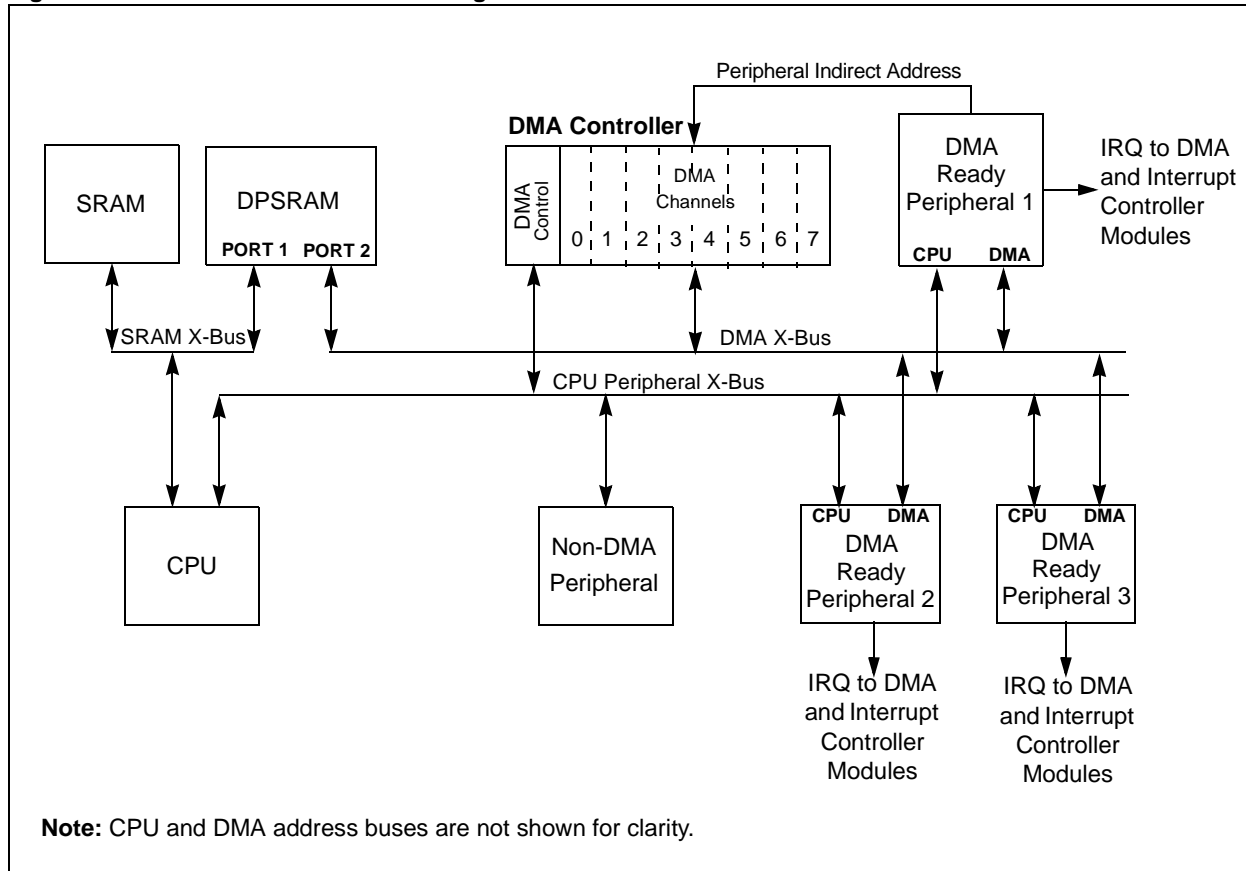 Peripheral Indirect Address
DMA Controller
SRAM
DPSRAM
PORT 1 PORT 2
DMA
Control
DMA
Channels
0 1 2 3 4 5 6 7
DMA
Ready
Peripheral 1
CPU DMA
IRQ to DMA
and Interrupt
Controller
Modules
SRAM X-Bus
DMA X-Bus
CPU Peripheral X-Bus
CPU
Non-DMA
Peripheral
CPU DMA
DMA
Ready
Peripheral 2
CPU DMA
DMA
Ready
Peripheral 3
IRQ to DMA
and Interrupt
Controller
Modules
IRQ to DMA
and Interrupt
Controller
Modules
Note: CPU and DMA address buses are not shown for clarity.